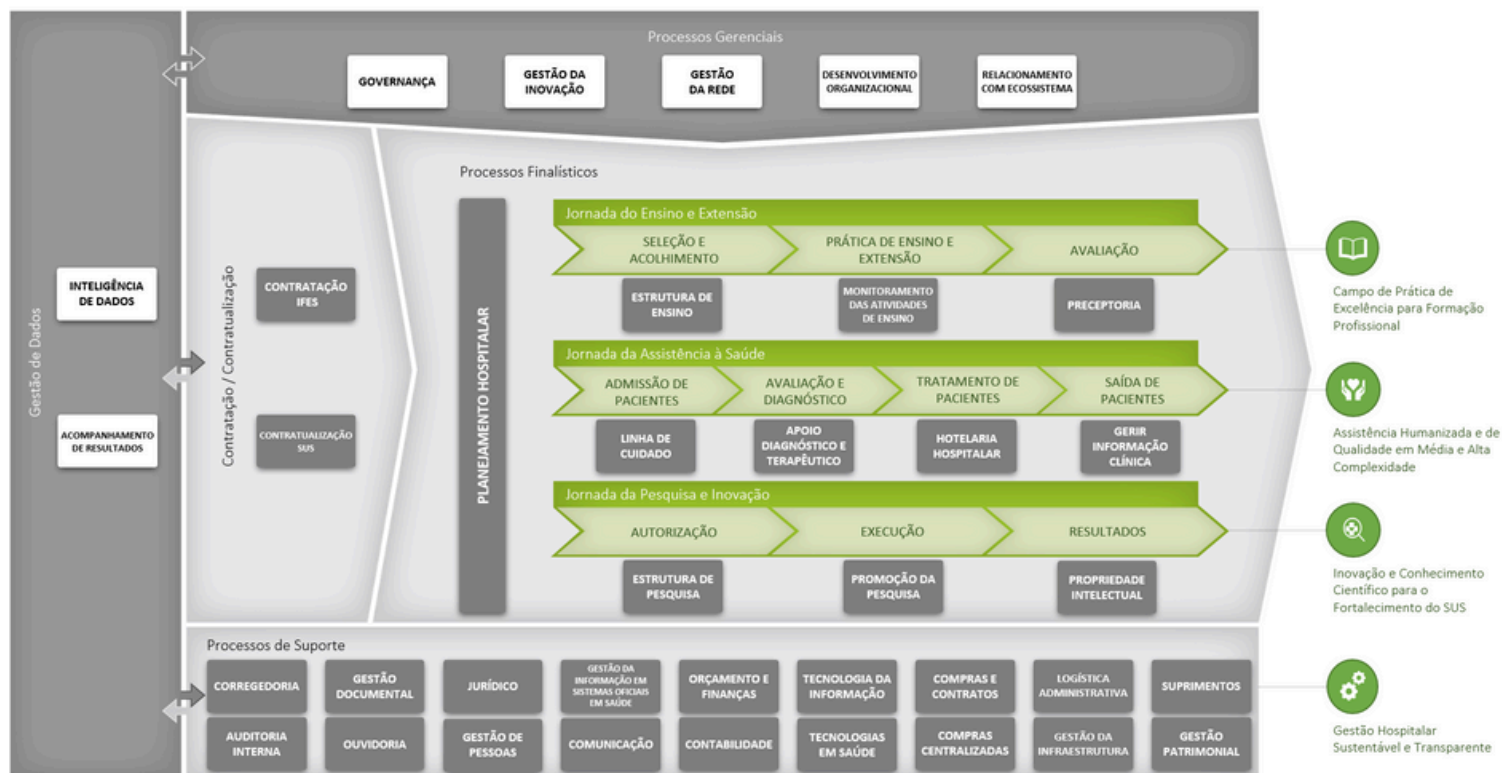 Processos Gerenciais
GOVERNANÇA
GESTÃO DA
INOVAÇÃO
GESTÃO
DA REDE
DESENVOLVIMENTO
ORGANIZACIONAL
RELACIONAMENTO
COM ECOSSISTEMA
Gestão de Dados
INTELIGÊNCIA
DE DADOS
ACOMPANHAMENTO
DE RESULTADOS
Contratação / Contratualização
CONTRATAÇÃO
IFES
CONTRATUALIZAÇÃO
SUS
Processos Finalísticos
PLANEJAMENTO HOSPITALAR
Jornada do Ensino e Extensão
SELEÇÃO E
ACOLHIMENTO
PRÁTICA DE ENSINO E
EXTENSÃO
AVALIAÇÃO
ESTRUTURA DE
ENSINO
MONITORAMENTO
DAS ATIVIDADES
DE ENSINO
PRECEPTORIA
Jornada da Assistência à Saúde
ADMISSÃO DE
PACIENTES
AVALIAÇÃO E
DIAGNÓSTICO
TRATAMENTO DE
PACIENTES
SAÍDA DE
PACIENTES
LINHA DE
CUIDADO
APOIO
DIAGNÓSTICO E
TERAPÊUTICO
HOTELARIA
HOSPITALAR
GERIR
INFORMAÇÃO
CLÍNICA
Jornada da Pesquisa e Inovação
AUTORIZAÇÃO
EXECUÇÃO
RESULTADOS
ESTRUTURA DE
PESQUISA
PROMOÇÃO DA
PESQUISA
PROPRIEDADE
INTELECTUAL
Campo de Prática de
Excelência para Formação
Profissional
Assistência Humanizada e de
Qualidade em Média e Alta
Complexidade
Inovação e Conhecimento
Científico para o
Fortalecimento do SUS
Processos de Suporte
CORREGEDORIA
GESTÃO
DOCUMENTAL
JURÍDICO
GESTÃO DA
INFORMAÇÃO EM
SISTEMAS OFICIAIS
EM SAÚDE
ORÇAMENTO E
FINANÇAS
TECNOLOGIA DA
INFORMAÇÃO
COMPRAS E
CONTRATOS
LOGÍSTICA
ADMINISTRATIVA
SUPRIMENTOS
AUDITORIA
INTERNA
OUVIDORIA
GESTÃO DE
PESSOAS
COMUNICAÇÃO
CONTABILIDADE
TECNOLOGIAS
EM SAÚDE
COMPRAS
CENTRALIZADAS
GESTÃO DA
INFRAESTRUTURA
GESTÃO
PATRIMONIAL
Gestão Hospitalar
Sustentável e Transparente